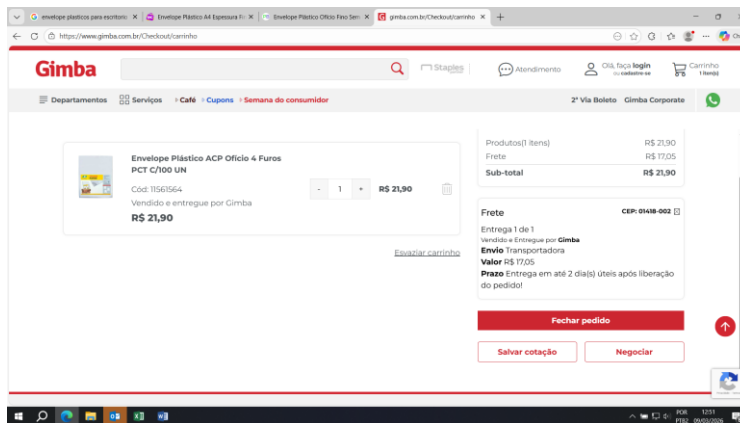 envelope plasticos para escritorio
Envelope Plástico A4 Espessura Fi
Envelope Plástico Ofício Fino Sem
gimba.com.br/Checkout/carrinho
https://www.gimba.com.br/Checkout/carrinho
Gimba
Staples
Atendimento
Olá, faça login
ou cadastre-se
Carrinho
1 Iten(s)
Departamentos
Serviços
Café
Cupons
Semana do consumidor
2ª Via Boleto
Gimba Corporate
Envelope Plástico ACP Ofício 4 Furos
PCT C/100 UN
Cód: 11561564
Vendido e entregue por Gimba
R$ 21,90
- 1 +
R$ 21,90
Esvaziar carrinho
Produtos(1 itens) R$ 21,90
Frete R$ 17,05
Sub-total R$ 21,90
Frete
CEP: 01418-002
Entrega 1 de 1
Vendido e Entregue por Gimba
Envio Transportadora
Valor R$ 17,05
Prazo Entrega em até 2 dia(s) úteis após liberação
do pedido!
Fechar pedido
Salvar cotação
Negociar
POR
PTB2
12:51
09/03/2026